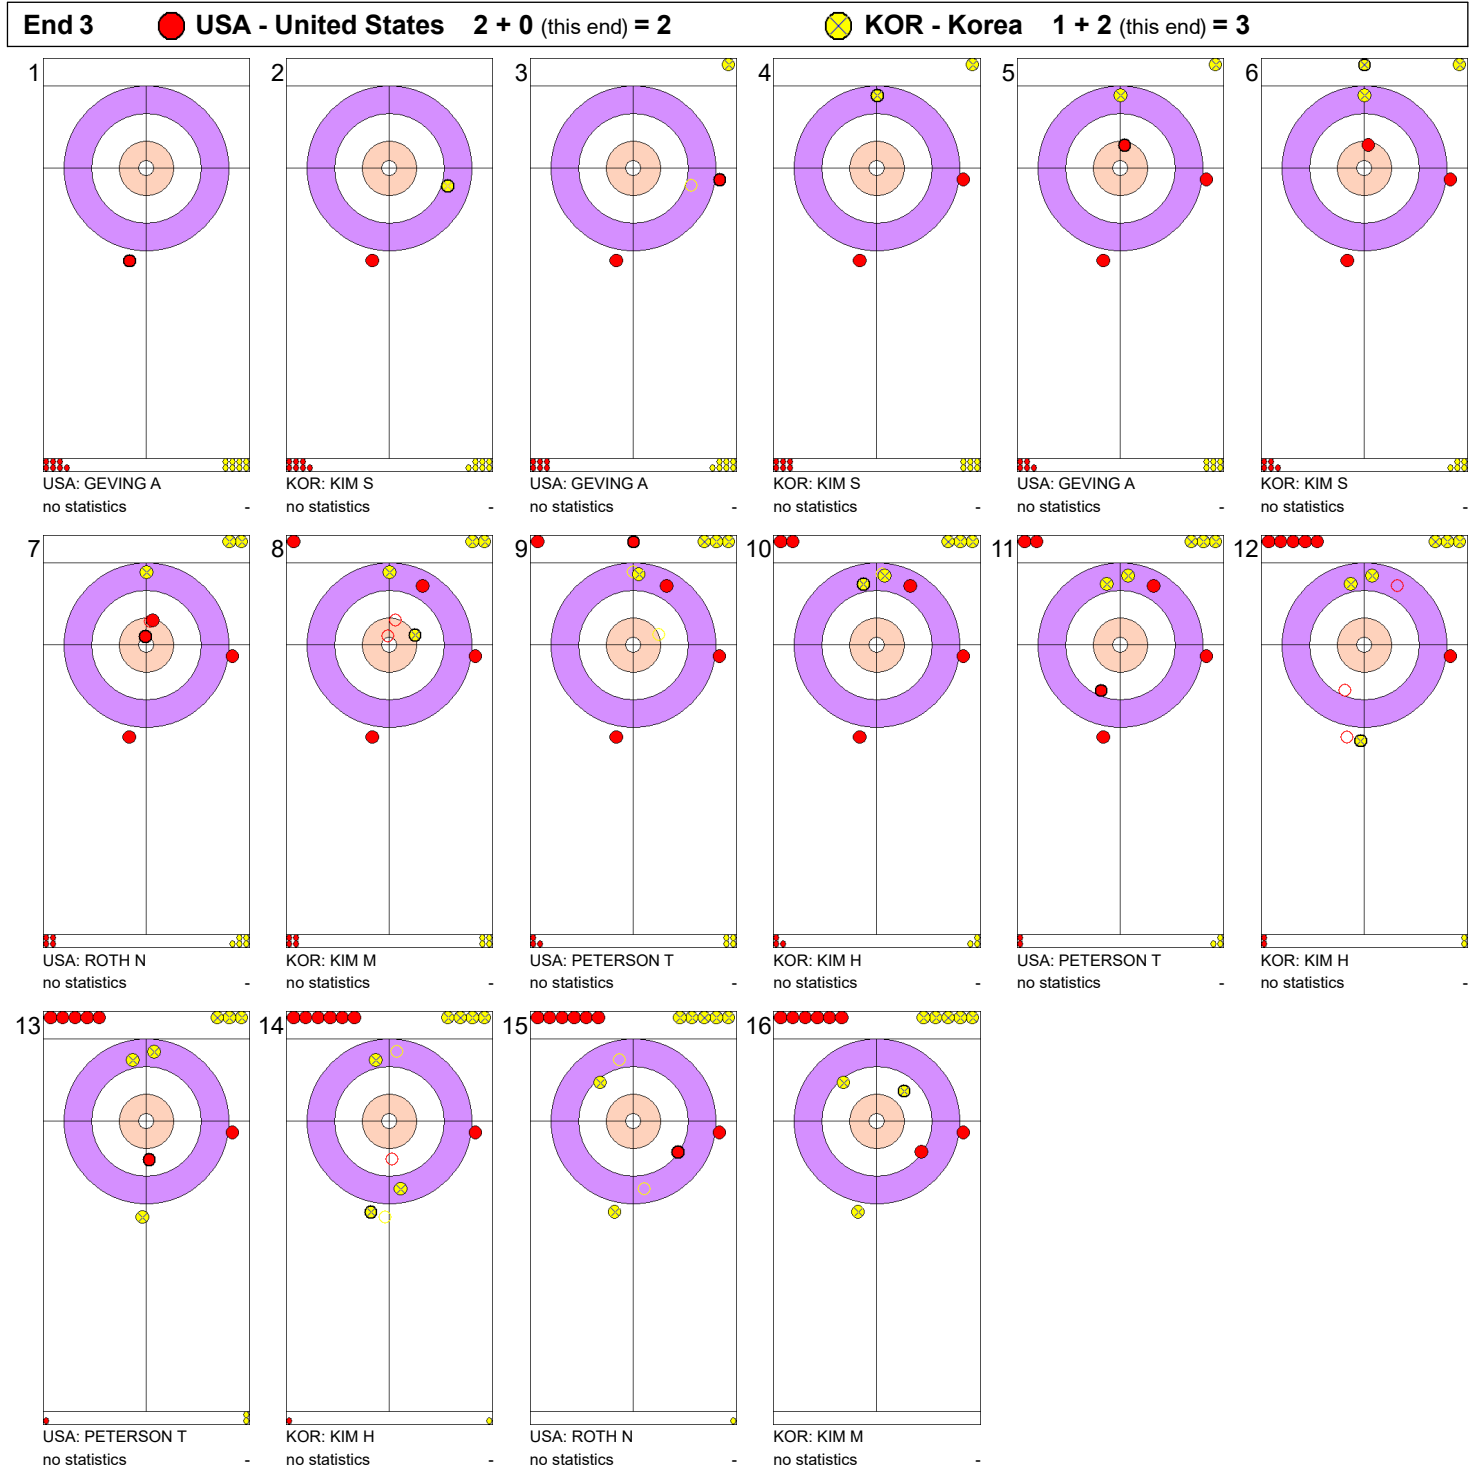 End 3 USA - United States 2 + 0 (this end) = 2 KOR - Korea 1 + 2 (this end) = 3
1 2 3 4 5 6
USA: GEVING A KOR: KIM S USA: GEVING A KOR: KIM S USA: GEVING A KOR: KIM S
no statistics - no statistics - no statistics - no statistics - no statistics - no statistics -
7 8 9 10 11 12
USA: ROTH N KOR: KIM M USA: PETERSON T KOR: KIM H USA: PETERSON T KOR: KIM H
no statistics - no statistics - no statistics - no statistics - no statistics - no statistics -
13 14 15 16
USA: PETERSON T KOR: KIM H USA: ROTH N KOR: KIM M
no statistics - no statistics - no statistics - no statistics -